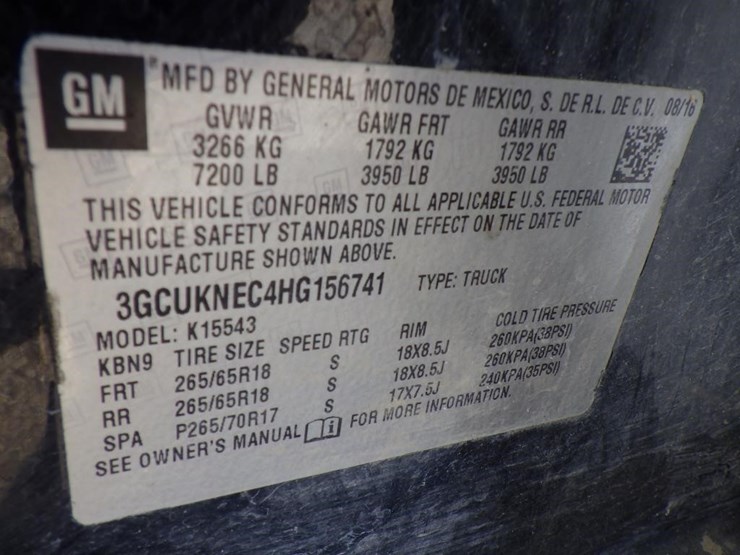 GM
MFD BY GENERAL MOTORS DE MEXICO, S. DE R.L. DE C.V. 08/16
GVWR GAWR FRT GAWR RR
3266 KG 1792 KG 1792 KG
7200 LB 3950 LB 3950 LB
THIS VEHICLE CONFORMS TO ALL APPLICABLE U.S. FEDERAL MOTOR
VEHICLE SAFETY STANDARDS IN EFFECT ON THE DATE OF
MANUFACTURE SHOWN ABOVE.
3GCUKNEC4HG156741 TYPE: TRUCK
MODEL: K15543
KBN9 TIRE SIZE SPEED RTG RIM COLD TIRE PRESSURE
FRT 265/65R18 S 18X8.5J 260KPA(38PSI)
RR 265/65R18 S 18X8.5J 260KPA(38PSI)
SPA P265/70R17 S 17X7.5J 240KPA(35PSI)
SEE OWNER'S MANUAL i FOR MORE INFORMATION.